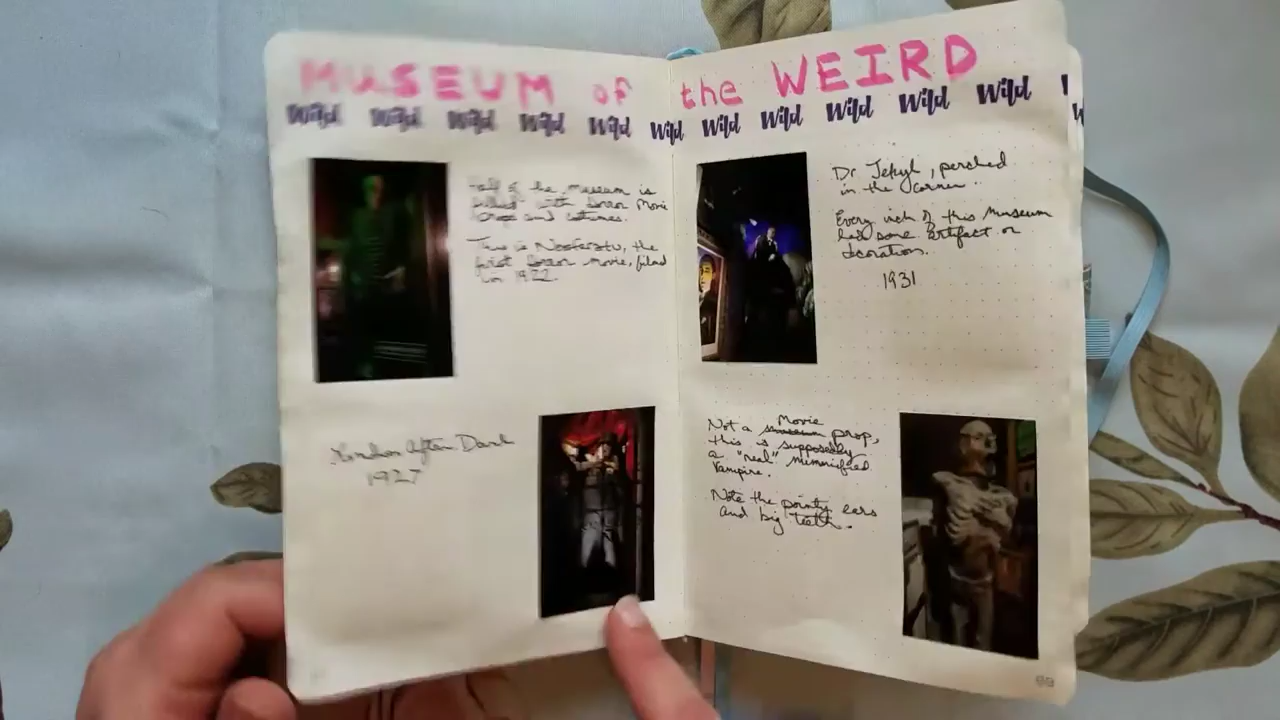 MUSEUM of the WEIRD
Wild Wild Wild Wild Wild Wild Wild Wild Wild Wild Wild
Half of the museum is
filled with horror movie
props and costumes.
This is Nosferatu, the
first horror movie, filmd
in 1922
London After Dark
1927
Dr Jekyl, perched
in the corner.
Every inch of this museum
has some artifact or
decoration.
1931
Movie
Not a museum prop,
this is supposedly
a "real" mummified
Vampire.
Note the pointy ears
and big teeth.